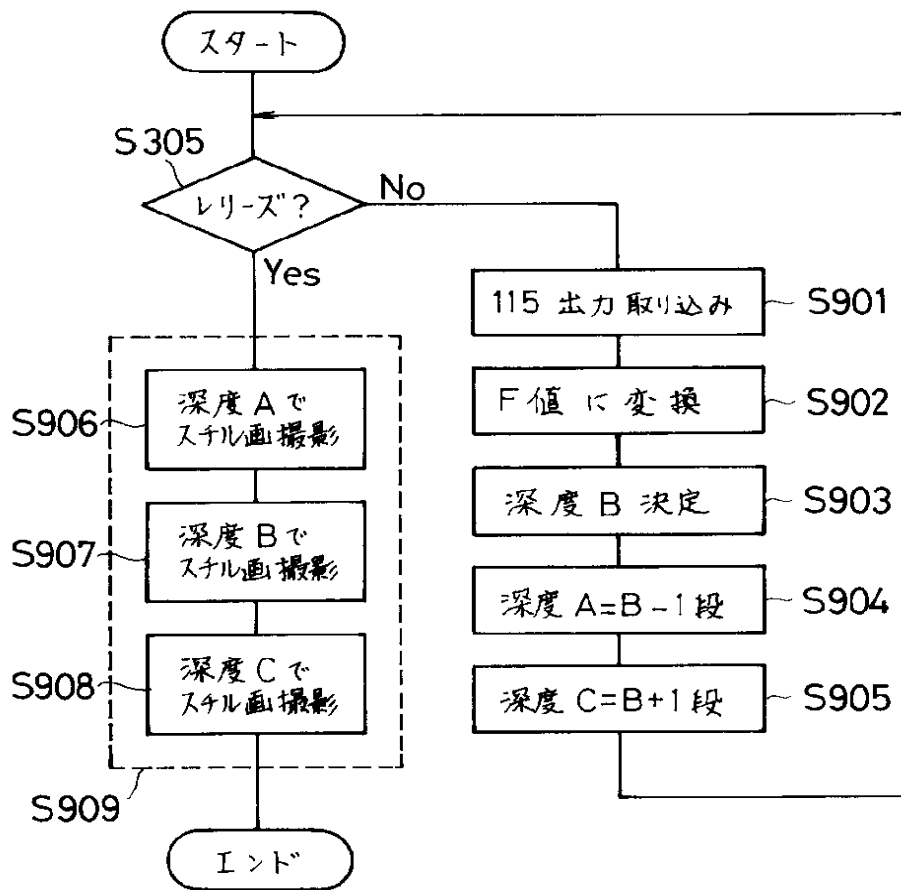 スタート
S305
レリーズ?
No
Yes
115 出力取り込み
S901
F値に変換
S902
深度 B 決定
S903
深度 A=B-1段
S904
深度 C=B+1段
S905
S906
深度 A で
スチル画撮影
S907
深度 B で
スチル画撮影
S908
深度 C で
スチル画撮影
S909
エンド